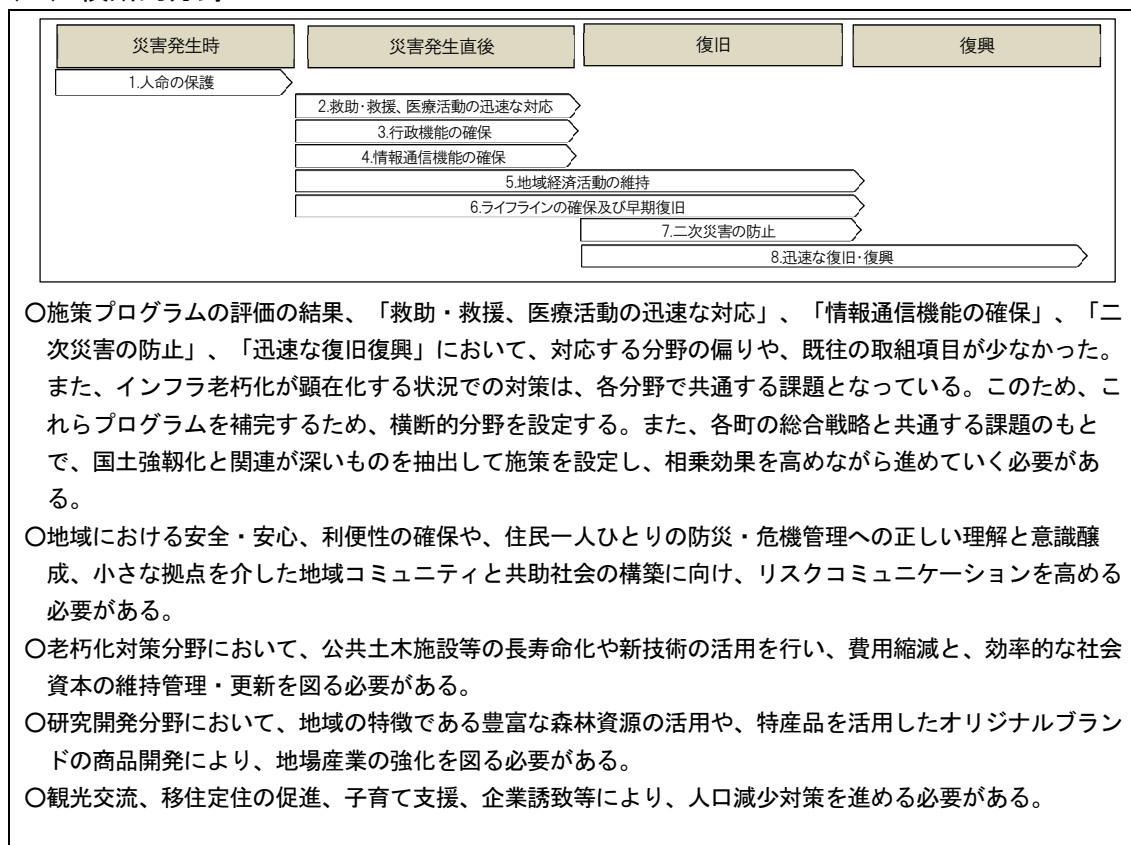 災害発生時 災害発生直後 復旧 復興
1.人命の保護
2.救助・救援、医療活動の迅速な対応
3.行政機能の確保
4.情報通信機能の確保
5.地域経済活動の維持
6.ライフラインの確保及び早期復旧
7.二次災害の防止
8.迅速な復旧・復興
〇施策プログラムの評価の結果、「救助・救援、医療活動の迅速な対応」、「情報通信機能の確保」、「二
次災害の防止」、「迅速な復旧復興」において、対応する分野の偏りや、既往の取組項目が少なかった。
また、インフラ老朽化が顕在化する状況での対策は、各分野で共通する課題となっている。このため、こ
れらプログラムを補完するため、横断的分野を設定する。また、各町の総合戦略と共通する課題のもと
で、国土強靱化と関連が深いものを抽出して施策を設定し、相乗効果を高めながら進めていく必要があ
る。
〇地域における安全・安心、利便性の確保や、住民一人ひとりの防災・危機管理への正しい理解と意識醸
成、小さな拠点を介した地域コミュニティと共助社会の構築に向け、リスクコミュニケーションを高める
必要がある。
〇老朽化対策分野において、公共土木施設等の長寿命化や新技術の活用を行い、費用縮減と、効率的な社会
資本の維持管理・更新を図る必要がある。
〇研究開発分野において、地域の特徴である豊富な森林資源の活用や、特産品を活用したオリジナルブラン
ドの商品開発により、地場産業の強化を図る必要がある。
〇観光交流、移住定住の促進、子育て支援、企業誘致等により、人口減少対策を進める必要がある。